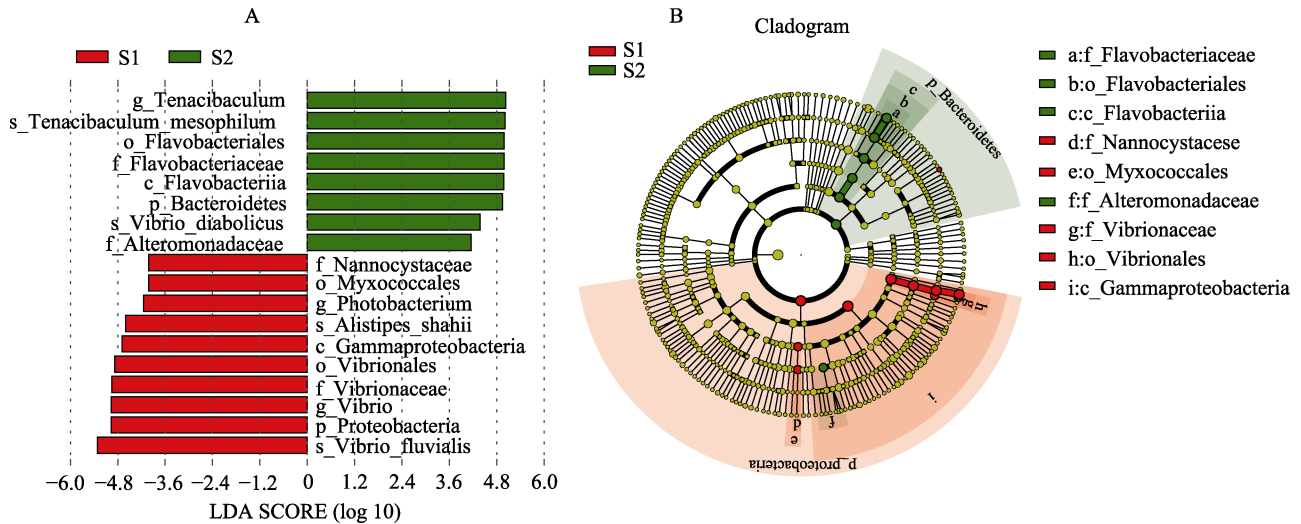 A
S1 S2
g_Tenacibaculum
s_Tenacibaculum_mesophilum
o_Flavobacteriales
f_Flavobacteriaceae
c_Flavobacteriia
p_Bacteroidetes
s_Vibrio_diabolicus
f_Alteromonadaceae
f_Nannocystaceae
o_Myxococcales
g_Photobacterium
s_Alistipes_shahii
c_Gammaproteobacteria
o_Vibrionales
f_Vibrionaceae
g_Vibrio
p_Proteobacteria
s_Vibrio_fluvialis
−6.0 −4.8 −3.6 −2.4 −1.2 0 1.2 2.4 3.6 4.8 6.0
LDA SCORE (log 10)
B
Cladogram
S1
S2
p_Bacteroidetes
c
b
a
h
g
i
f
d
e
p_proteobacteria
a:f_Flavobacteriaceae
b:o_Flavobacteriales
c:c_Flavobacteriia
d:f_Nannocystacese
e:o_Myxococcales
f:f_Alteromonadaceae
g:f_Vibrionaceae
h:o_Vibrionales
i:c_Gammaproteobacteria